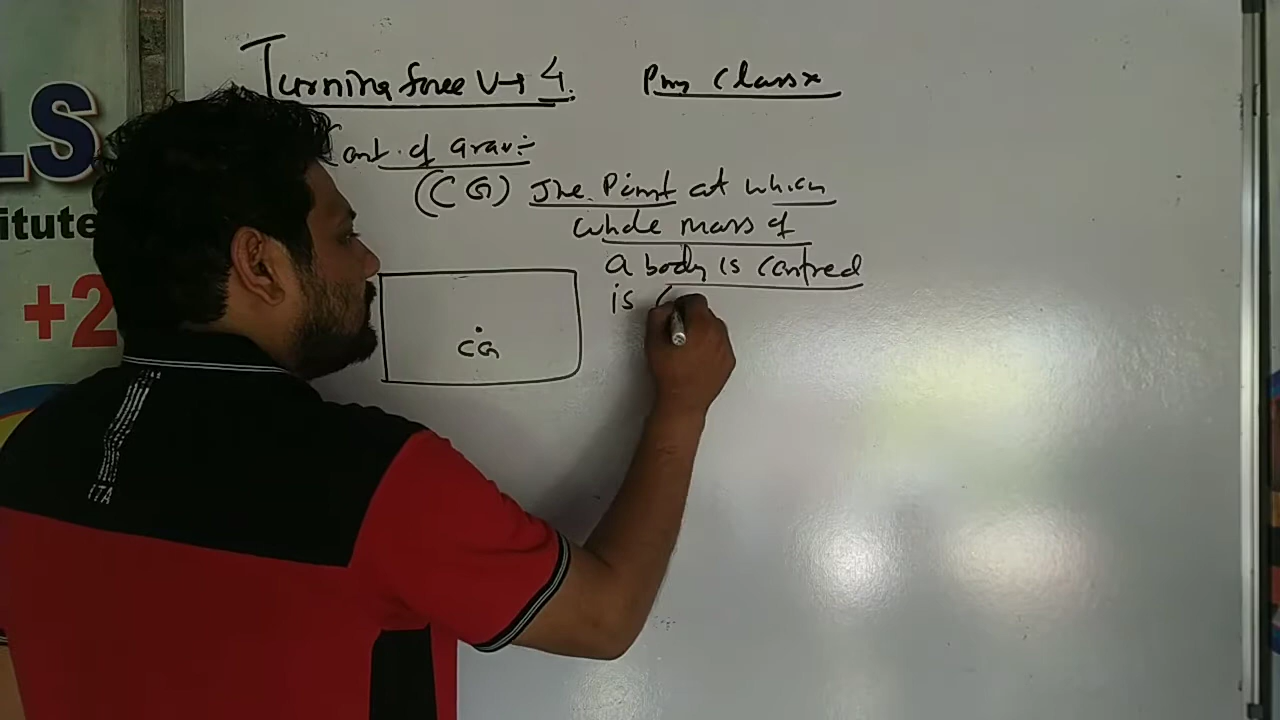 LS
itute
+2
Turning force V→ 4. Phy Class x
Cent. of Grav:-
(CG) The Point at which
whole mass of
a body is centred
is C
CG